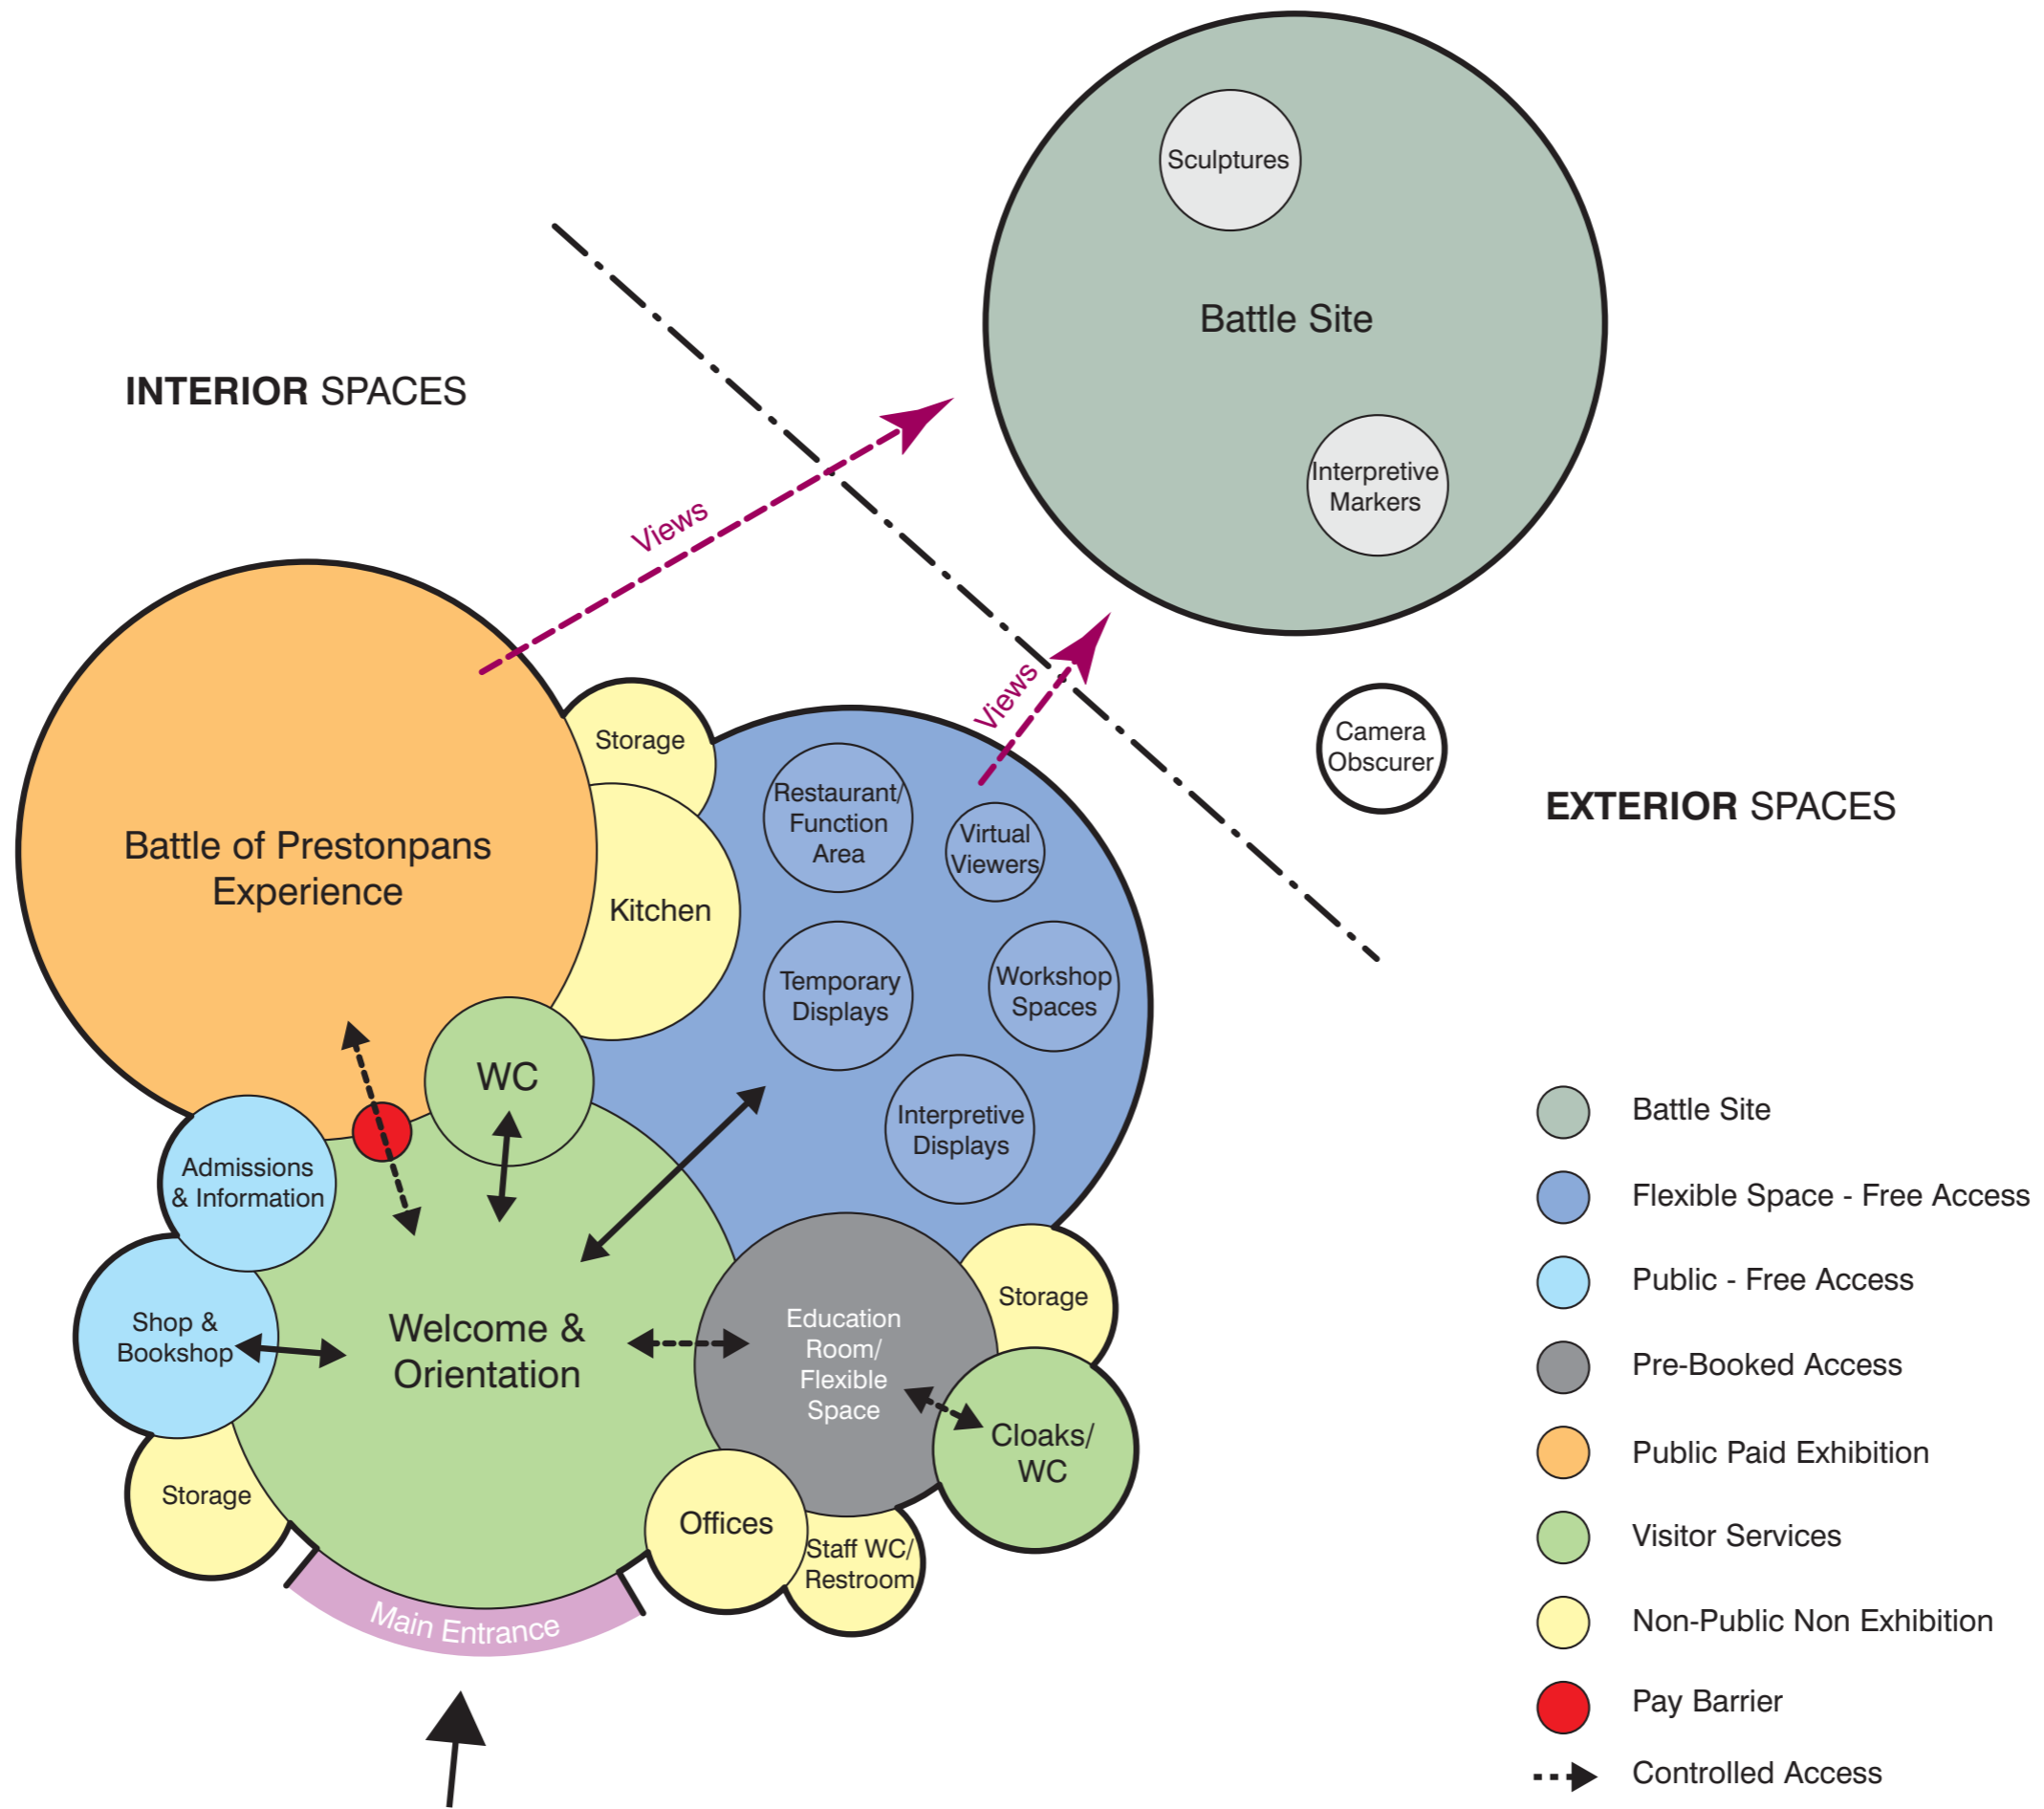 Sculptures
Battle Site
INTERIOR SPACES
Interpretive
Markers
Views
Views
Camera
Obscurer
EXTERIOR SPACES
Storage
Restaurant/
Function
Area
Virtual
Viewers
Battle of Prestonpans
Experience
Kitchen
Temporary
Displays
Workshop
Spaces
WC
Interpretive
Displays
Admissions
& Information
Shop &
Bookshop
Welcome &
Orientation
Education
Room/
Flexible
Space
Storage
Cloaks/
WC
Storage
Offices
Staff WC/
Restroom
Main Entrance
Battle Site
Flexible Space - Free Access
Public - Free Access
Pre-Booked Access
Public Paid Exhibition
Visitor Services
Non-Public Non Exhibition
Pay Barrier
Controlled Access